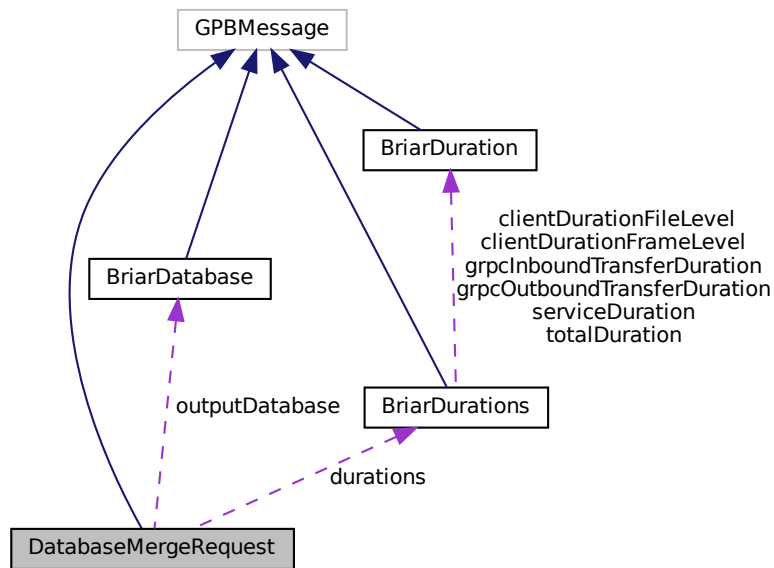 GPBMessage
BriarDuration
clientDurationFileLevel
clientDurationFrameLevel
grpcInboundTransferDuration
grpcOutboundTransferDuration
serviceDuration
totalDuration
BriarDatabase
BriarDurations
outputDatabase
durations
DatabaseMergeRequest